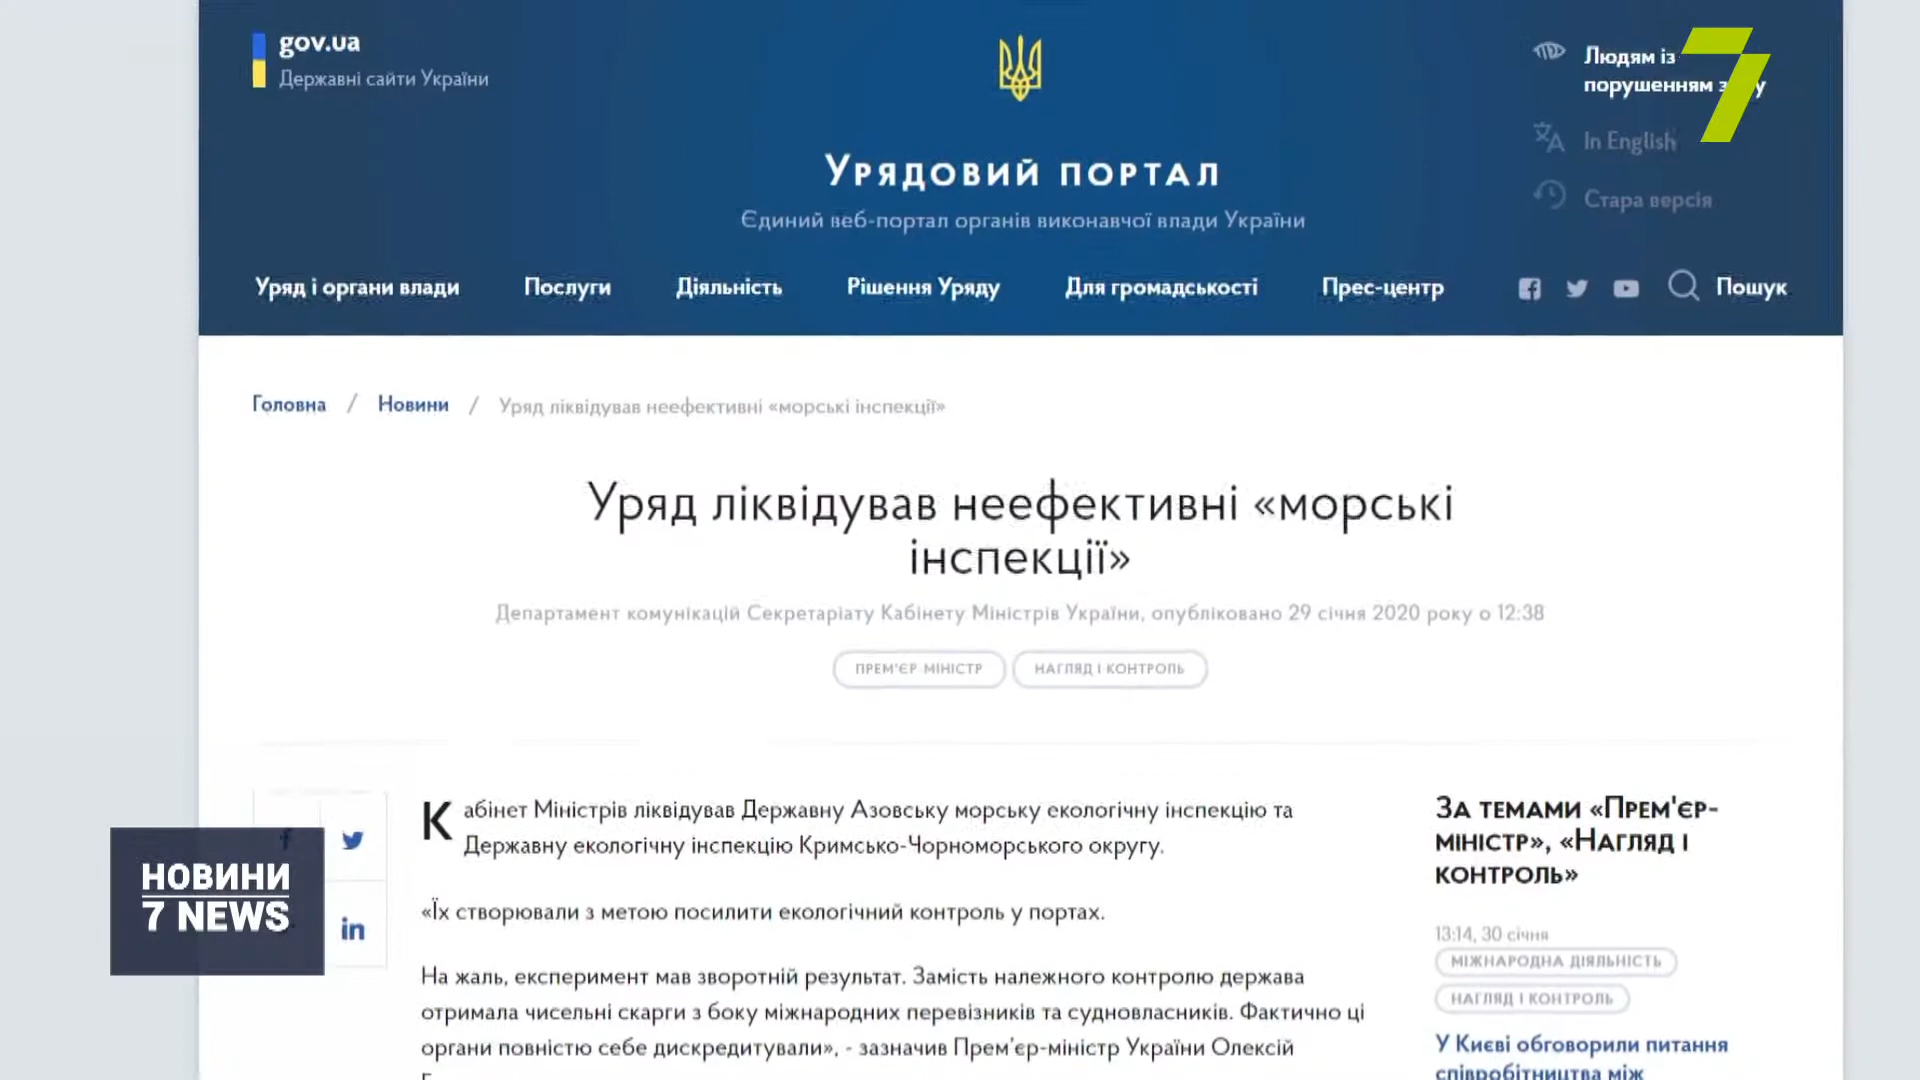 gov.ua
Державні сайти України
Людям із
порушенням зору
In English
Стара версія
7
Урядовий портал
Єдиний веб-портал органів виконавчої влади України
Уряд і органи влади
Послуги
Діяльність
Рішення Уряду
Для громадськості
Прес-центр
Пошук
Головна / Новини / Уряд ліквідував неефективні «морські інспекції»
Уряд ліквідував неефективні «морські
інспекції»
Департамент комунікацій Секретаріату Кабінету Міністрів України, опубліковано 29 січня 2020 року о 12:38
ПРЕМ'ЄР МІНІСТР
НАГЛЯД І КОНТРОЛЬ
Кабінет Міністрів ліквідував Державну Азовську морську екологічну інспекцію та
Державну екологічну інспекцію Кримсько-Чорноморського округу.
«Їх створювали з метою посилити екологічний контроль у портах.
На жаль, експеримент мав зворотній результат. Замість належного контролю держава
отримала чисельні скарги з боку міжнародних перевізників та судновласників. Фактично ці
органи повністю себе дискредитували», - зазначив Прем'єр-міністр України Олексій
За темами «Прем'єр-
міністр», «Нагляд і
контроль»
13:14, 30 січня
МІЖНАРОДНА ДІЯЛЬНІСТЬ
НАГЛЯД І КОНТРОЛЬ
У Києві обговорили питання
співробітництва між
НОВИНИ
7 NEWS